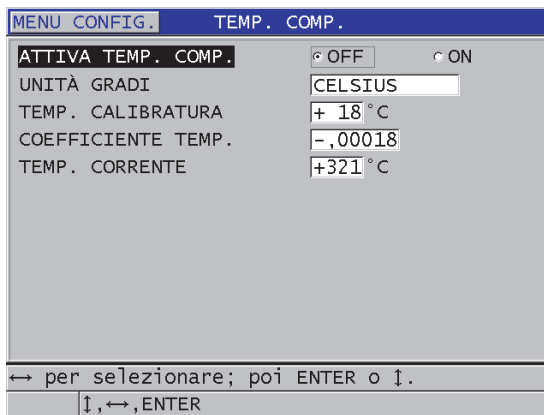 MENU CONFIG. TEMP. COMP.
ATTIVA TEMP. COMP. OFF ON
UNITÀ GRADI CELSIUS
TEMP. CALIBRATURA + 18 °C
COEFFICIENTE TEMP. -,00018
TEMP. CORRENTE +321 °C
↔ per selezionare; poi ENTER o ↕.
↕,↔,ENTER